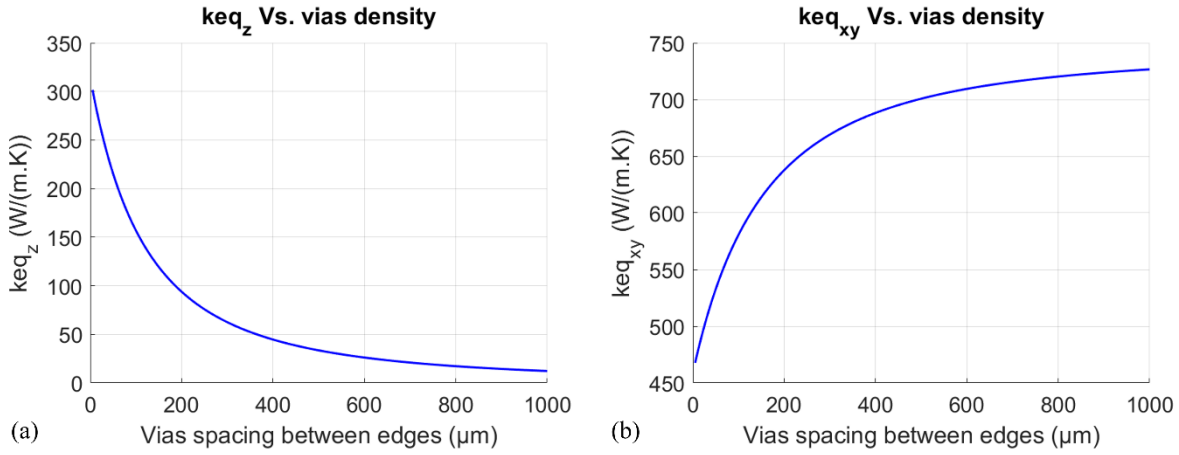 keq_z Vs. vias density
350
300
250
200
150
100
50
0
keq_z (W/(m.K))
0 200 400 600 800 1000
Vias spacing between edges (µm)
(a)
keq_xy Vs. vias density
750
700
650
600
550
500
450
keq_xy (W/(m.K))
0 200 400 600 800 1000
Vias spacing between edges (µm)
(b)